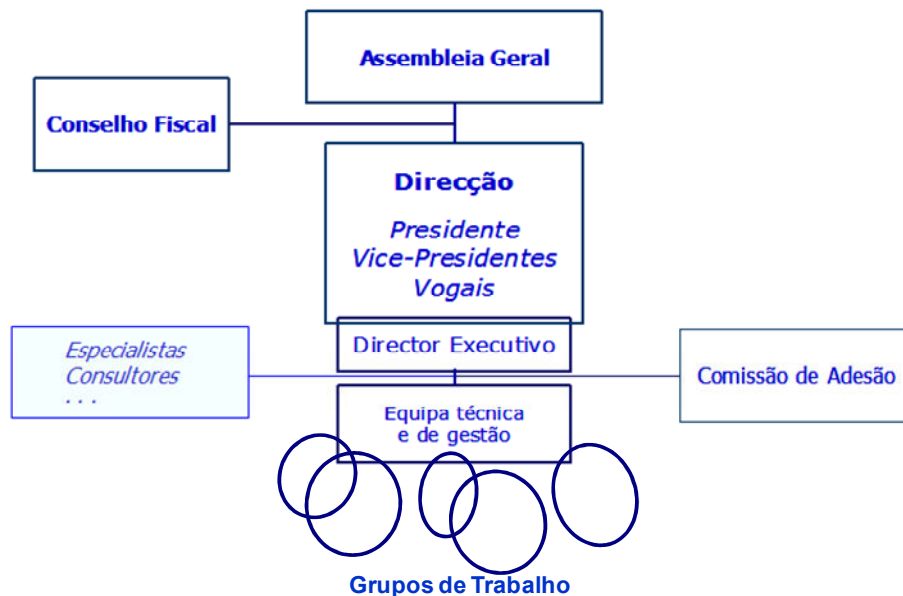 Assembleia Geral
Conselho Fiscal
Direcção
Presidente
Vice-Presidentes
Vogais
Director Executivo
Especialistas
Consultores
. . .
Comissão de Adesão
Equipa técnica
e de gestão
Grupos de Trabalho